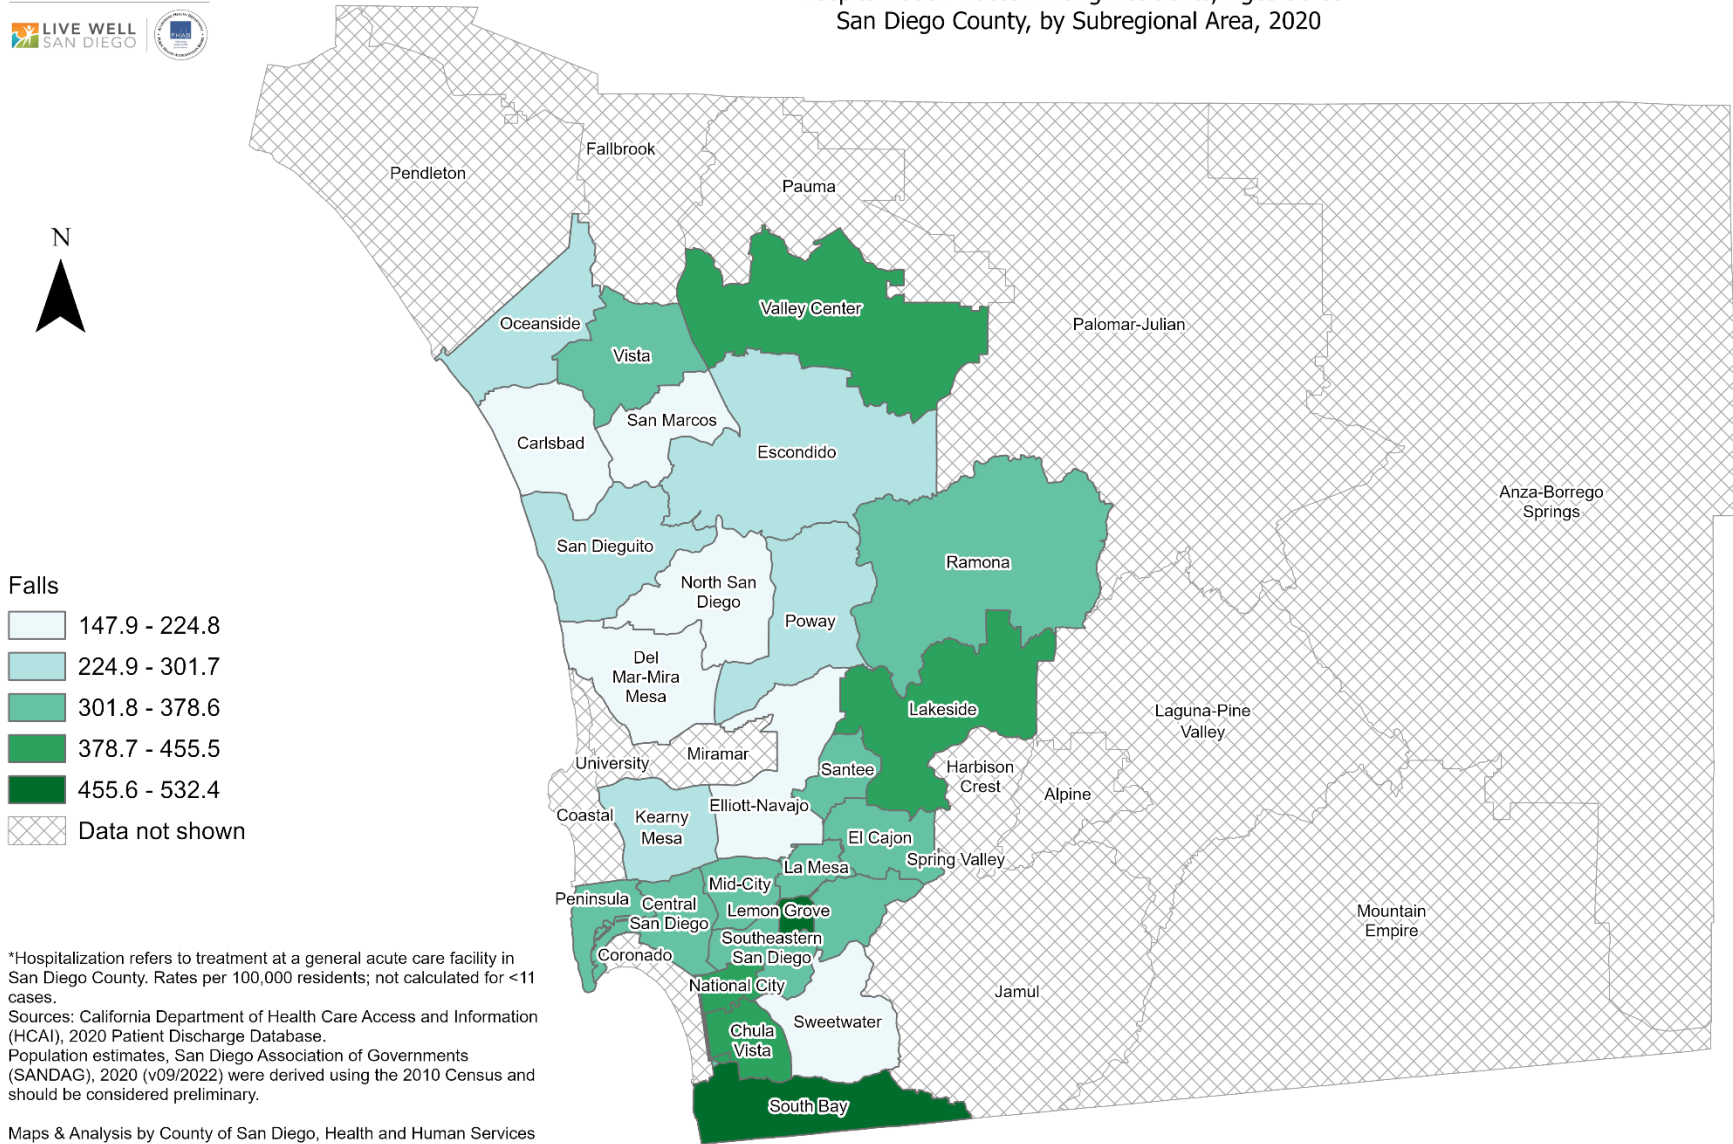 LIVE WELL
SAN DIEGO
PHAB
San Diego County, by Subregional Area, 2020
Fallbrook
Pendleton
Pauma
N
Valley Center
Oceanside
Palomar-Julian
Vista
San Marcos
Carlsbad
Escondido
Anza-Borrego
Springs
San Dieguito
Ramona
North San
Diego
Poway
Del
Mar-Mira
Mesa
Lakeside
Laguna-Pine
Valley
Miramar
University
Santee
Harbison
Crest
Alpine
Elliott-Navajo
Coastal
Kearny
Mesa
El Cajon
Spring Valley
La Mesa
Mid-City
Peninsula
Central
San Diego
Lemon Grove
Mountain
Empire
Southeastern
San Diego
Coronado
National City
Jamul
Sweetwater
Chula
Vista
South Bay
Falls
147.9 - 224.8
224.9 - 301.7
301.8 - 378.6
378.7 - 455.5
455.6 - 532.4
Data not shown
*Hospitalization refers to treatment at a general acute care facility in
San Diego County. Rates per 100,000 residents; not calculated for <11
cases.
Sources: California Department of Health Care Access and Information
(HCAI), 2020 Patient Discharge Database.
Population estimates, San Diego Association of Governments
(SANDAG), 2020 (v09/2022) were derived using the 2010 Census and
should be considered preliminary.
Maps & Analysis by County of San Diego, Health and Human Services